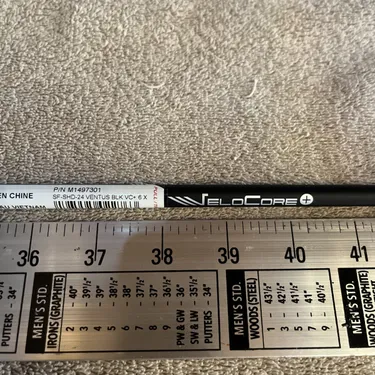 EN CHINE
P/N M1497301
SF-SHD-24 VENTUS BLK VC+ 6 X
VIETNAM
VELOCORE+
36 37 38 39 40 41
PUTTERS - 34"
MEN'S STD.
IRONS (GRAPHITE)
2 - 40"
3 - 39½"
4 - 39"
5 - 38½"
6 - 38"
7 - 37½"
8 - 37"
9 - 36½"
PW & GW - 36"
SW & LW - 35½"
PUTTERS - 34"
MEN'S STD.
WOODS (STEEL)
1 - 43½"
3 - 42½"
5 - 41½"
7 - 41"
9 - 40½"
MEN'S STD.
WOODS (GRAPHITE)